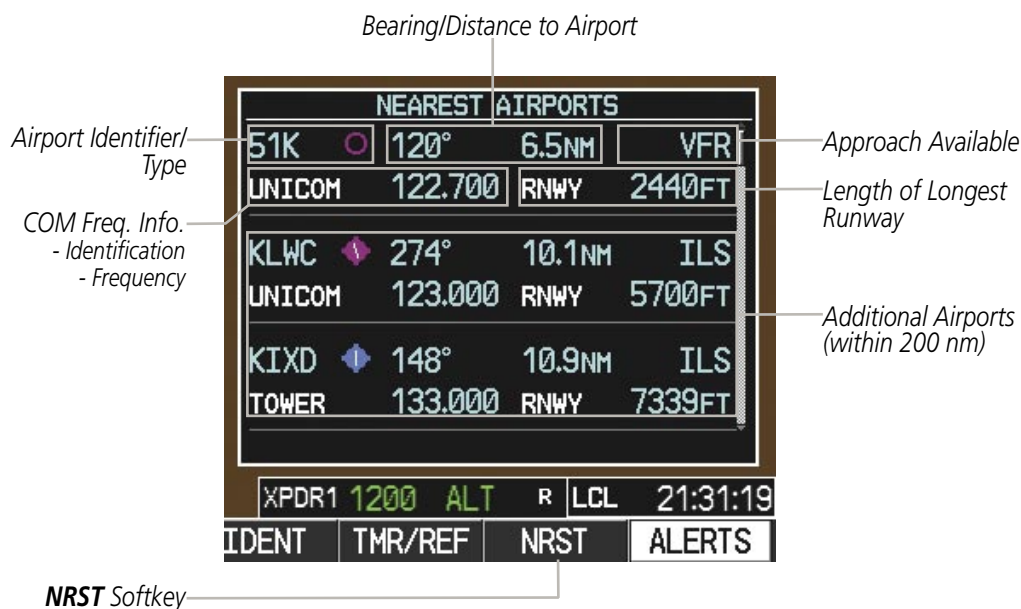 Bearing/Distance to Airport
NEAREST AIRPORTS
Airport Identifier/
Type
51K 120° 6.5NM VFR
Approach Available
UNICOM 122.700 RNWY 2440FT
Length of Longest
Runway
COM Freq. Info.
- Identification
- Frequency
KLWC 274° 10.1NM ILS
UNICOM 123.000 RNWY 5700FT
Additional Airports
(within 200 nm)
KIXD 148° 10.9NM ILS
TOWER 133.000 RNWY 7339FT
XPDR1 1200 ALT R LCL 21:31:19
IDENT TMR/REF NRST ALERTS
NRST Softkey